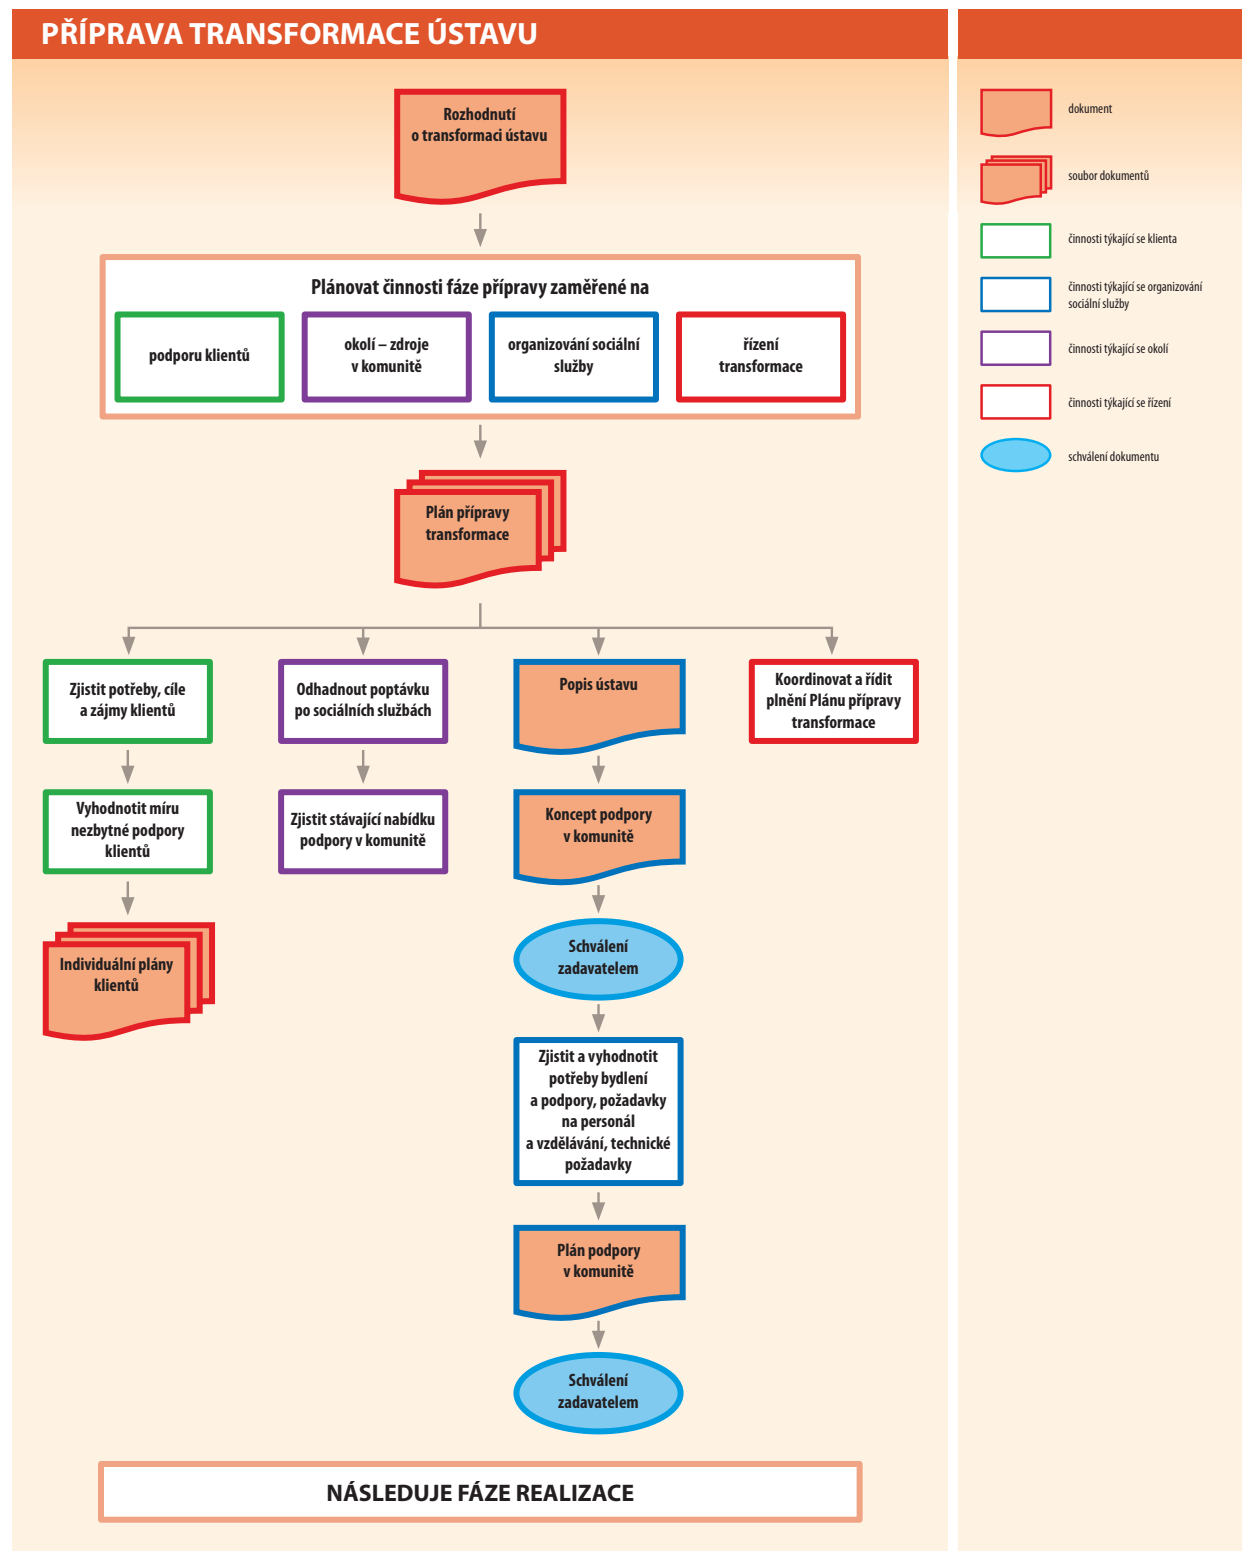 PŘÍPRAVA TRANSFORMACE ÚSTAVU
Rozhodnutí
o transformaci ústavu
Plánovat činnosti fáze přípravy zaměřené na
podporu klientů
okolí – zdroje
v komunitě
organizování sociální
služby
řízení
transformace
Plán přípravy
transformace
Zjistit potřeby, cíle
a zájmy klientů
Odhadnout poptávku
po sociálních službách
Popis ústavu
Koordinovat a řídit
plnění Plánu přípravy
transformace
Vyhodnotit míru
nezbytné podpory
klientů
Zjistit stávající nabídku
podpory v komunitě
Koncept podpory
v komunitě
Individuální plány
klientů
Schválení
zadavatelem
Zjistit a vyhodnotit
potřeby bydlení
a podpory, požadavky
na personál
a vzdělávání, technické
požadavky
Plán podpory
v komunitě
Schválení
zadavatelem
NÁSLEDUJE FÁZE REALIZACE
dokument
soubor dokumentů
činnosti týkající se klienta
činnosti týkající se organizování
sociální služby
činnosti týkající se okolí
činnosti týkající se řízení
schválení dokumentu